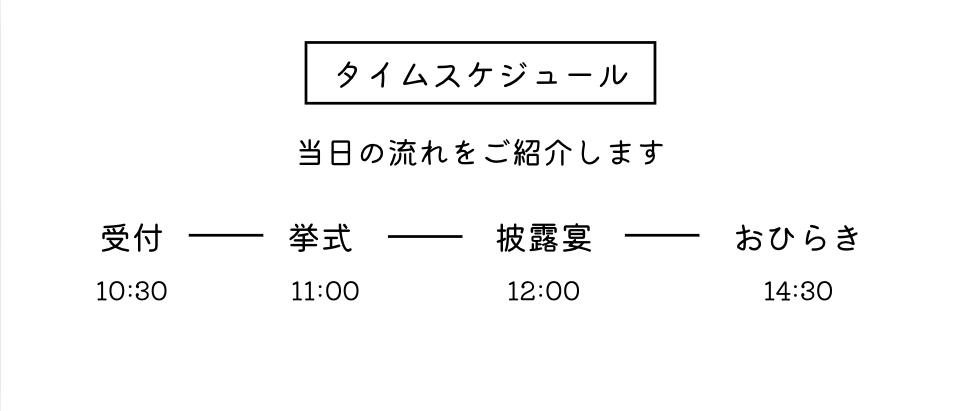 タイムスケジュール
当日の流れをご紹介します
受付 ― 挙式 ― 披露宴 ― おひらき
10:30 11:00 12:00 14:30